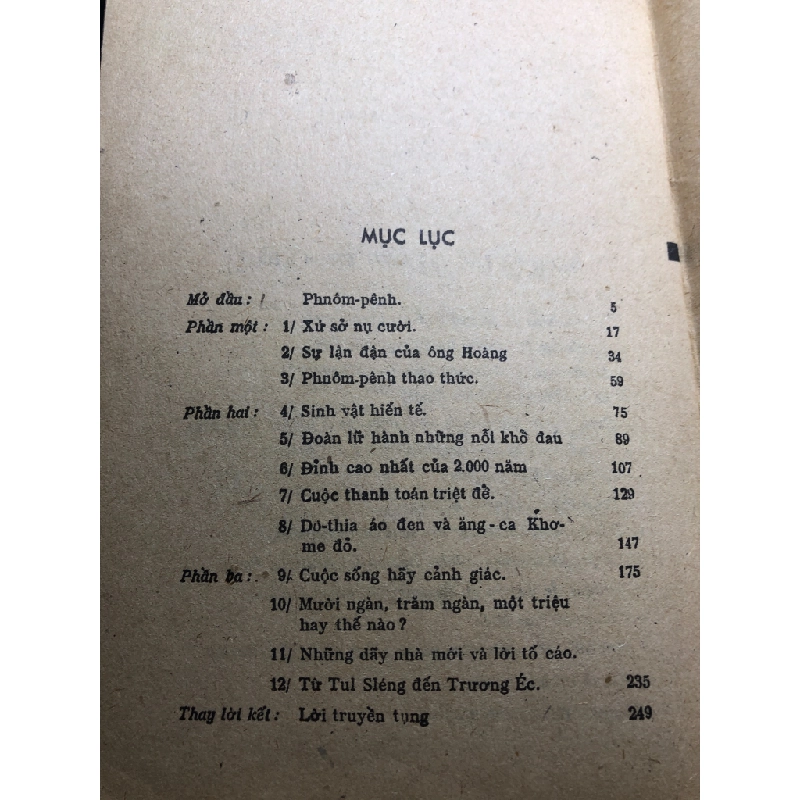 MỤC LỤC
Mở đầu: Phnôm-pênh. 5
Phần một: 1/ Xứ sở nụ cười. 17
2/ Sự lận đận của ông Hoàng 34
3/ Phnôm-pênh thao thức. 59
Phần hai: 4/ Sinh vật hiến tế. 75
5/ Đoàn lữ hành những nỗi khổ đau 89
6/ Đỉnh cao nhất của 2.000 năm 107
7/ Cuộc thanh toán triệt để. 129
8/ Dô-thia áo đen và ăng-ca Khơ-
me đỏ. 147
Phần ba: 9/ Cuộc sống hãy cảnh giác. 175
10/ Mười ngàn, trăm ngàn, một triệu
hay thế nào?
11/ Những dãy nhà mới và lời tố cáo.
12/ Từ Tul Sléng đến Trương Éc. 235
Thay lời kết: Lời truyền tụng 249